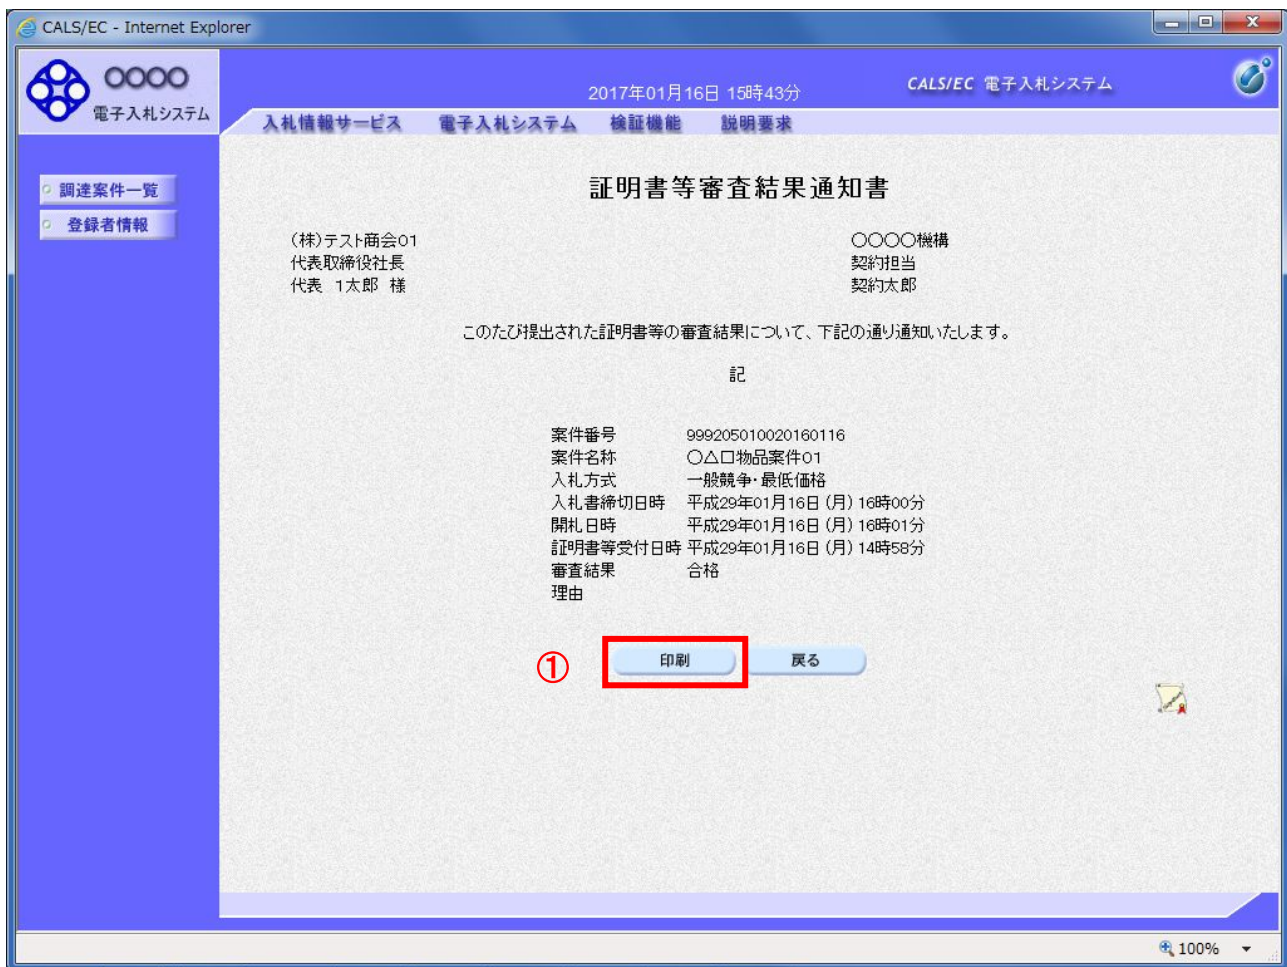 CALS/EC - Internet Explorer
○○○○
電子入札システム
2017年01月16日 15時43分
CALS/EC 電子入札システム
入札情報サービス 電子入札システム 検証機能 説明要求
調達案件一覧
登録者情報
証明書等審査結果通知書
(株)テスト商会01
代表取締役社長
代表 1太郎 様
○○○○機構
契約担当
契約太郎
このたび提出された証明書等の審査結果について、下記の通り通知いたします。
記
案件番号 999205010020160116
案件名称 ○△□物品案件01
入札方式 一般競争・最低価格
入札書締切日時 平成29年01月16日 (月) 16時00分
開札日時 平成29年01月16日 (月) 16時01分
証明書等受付日時 平成29年01月16日 (月) 14時58分
審査結果 合格
理由
① 印刷 戻る
100%